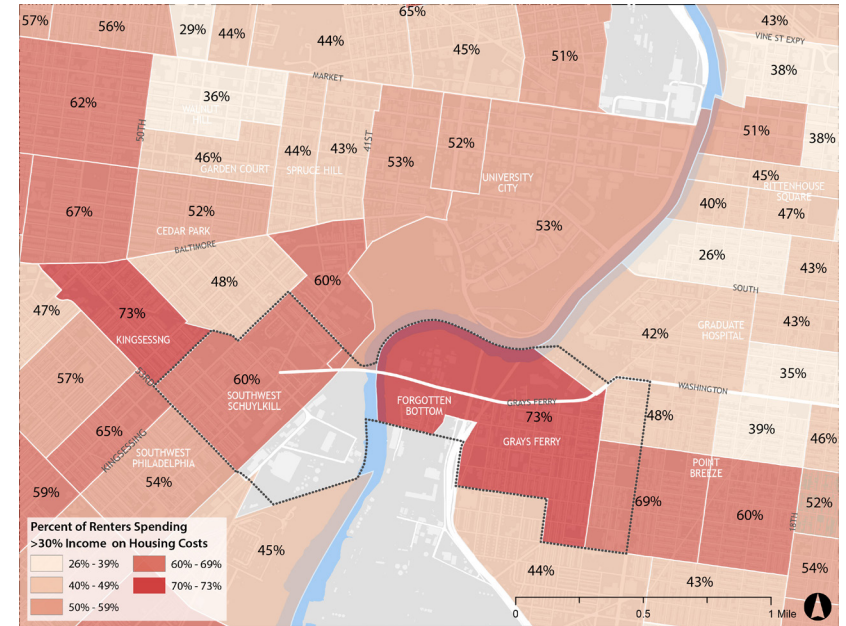 57%
56%
29%
44%
44%
65%
45%
51%
43%
VINE ST EXPY
38%
MARKET
62%
36%
HILL
50TH
46%
GARDEN COURT
44%
SPRUCE HILL
43%
41ST
53%
52%
UNIVERSITY
CITY
53%
51%
38%
45%
RITTENHOUSE
SQUARE
40%
47%
67%
52%
CEDAR PARK
BALTIMORE
26%
43%
SOUTH
48%
60%
47%
73%
KINGSESSNG
42%
GRADUATE
HOSPITAL
43%
35%
57%
53RD
60%
SOUTHWEST
SCHUYLKILL
FORGOTTEN
BOTTOM
GRAYS FERRY
73%
GRAYS FERRY
WASHINGTON
48%
39%
46%
65%
KINGSESSING
SOUTHWEST
PHILADELPHIA
54%
POINT
BREEZE
69%
60%
52%
18TH
59%
45%
44%
43%
54%
Percent of Renters Spending
>30% Income on Housing Costs
26% - 39%
60% - 69%
40% - 49%
70% - 73%
50% - 59%
0
0.5
1 Mile